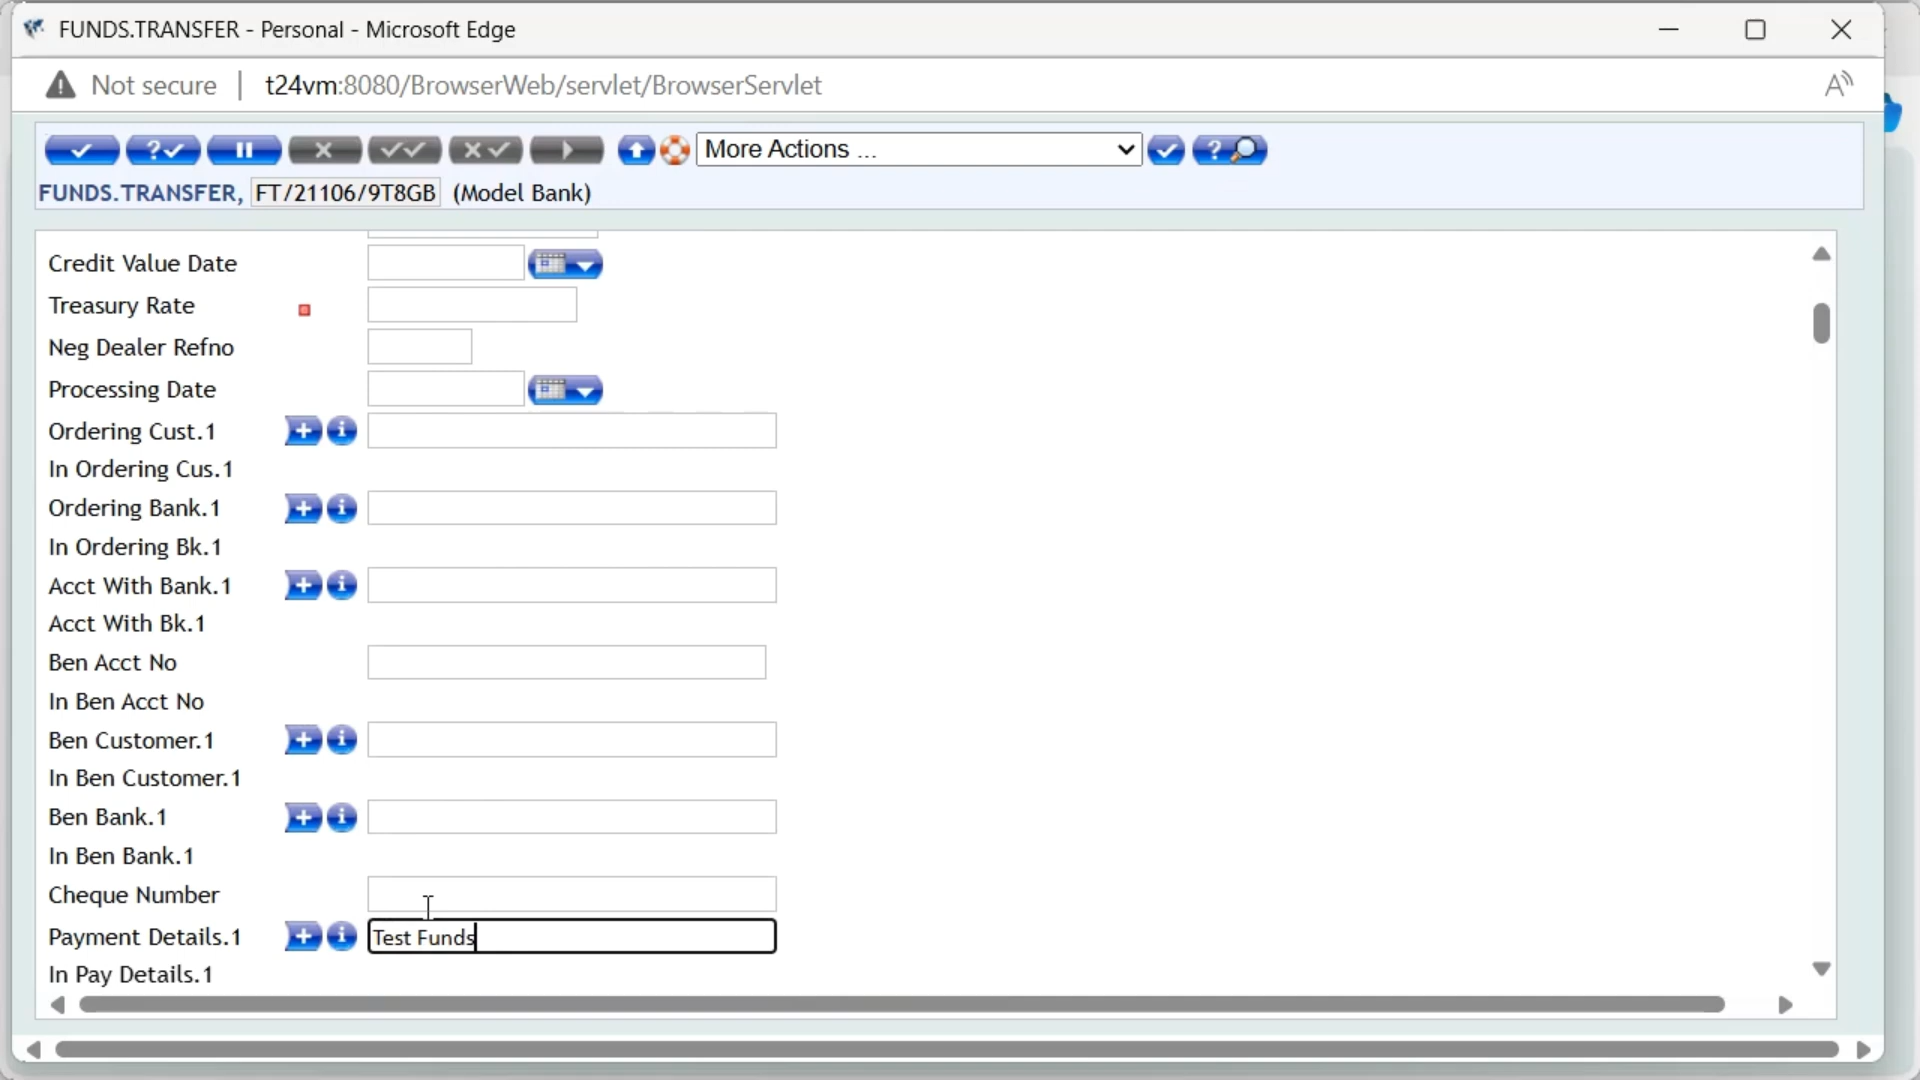 FUNDS.TRANSFER - Personal - Microsoft Edge
Not secure | t24vm:8080/BrowserWeb/servlet/BrowserServlet
More Actions ...
FUNDS.TRANSFER, FT/21106/9T8GB (Model Bank)
Credit Value Date
Treasury Rate
Neg Dealer Refno
Processing Date
Ordering Cust.1
In Ordering Cus.1
Ordering Bank.1
In Ordering Bk.1
Acct With Bank.1
Acct With Bk.1
Ben Acct No
In Ben Acct No
Ben Customer.1
In Ben Customer.1
Ben Bank.1
In Ben Bank.1
Cheque Number
Payment Details.1 Test Funds
In Pay Details.1